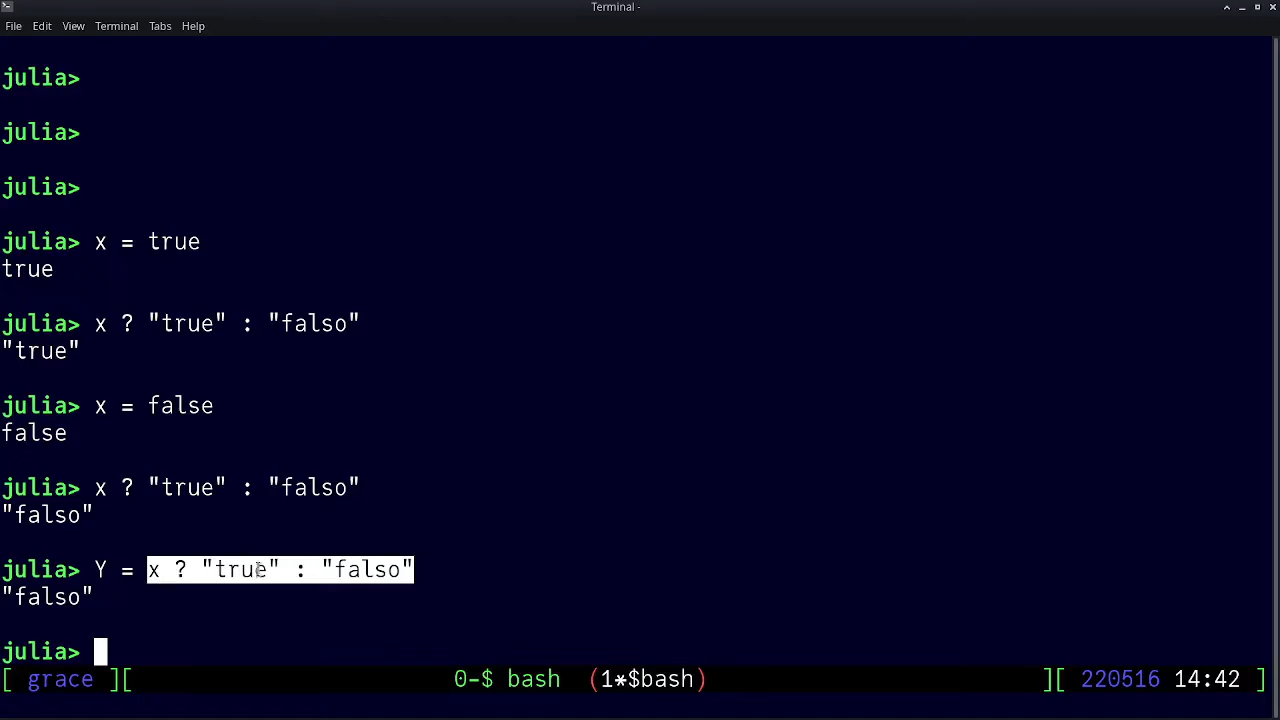 Terminal -
File Edit View Terminal Tabs Help
julia>
julia>
julia>
julia> x = true
true
julia> x ? "true" : "falso"
"true"
julia> x = false
false
julia> x ? "true" : "falso"
"falso"
julia> Y = x ? "true" : "falso"
"falso"
julia>
[ grace ][ 0-$ bash (1*$bash) ][ 220516 14:42 ]